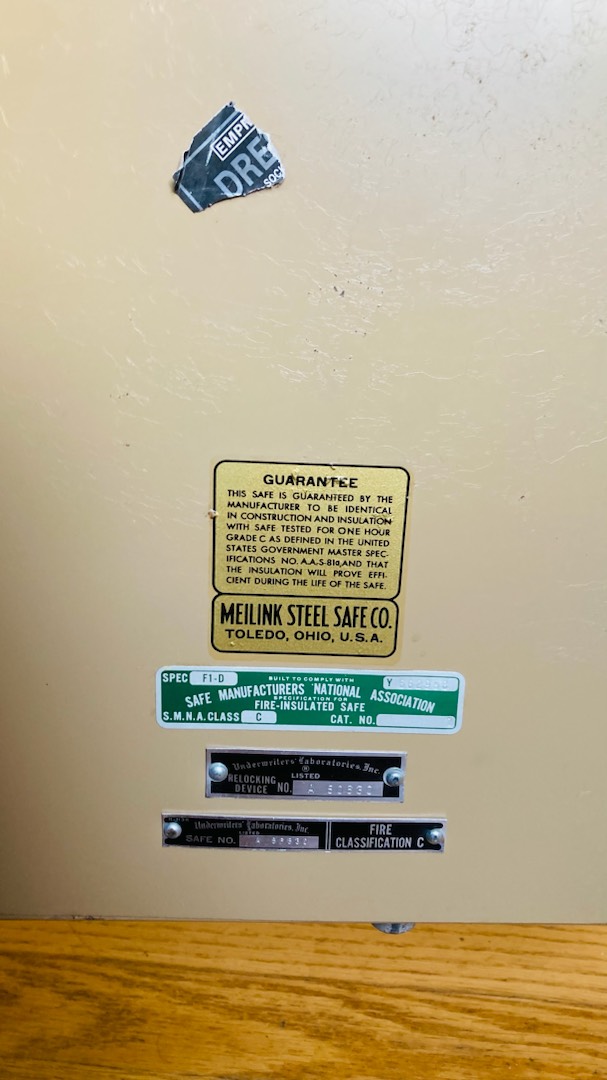 GUARANTEE
THIS SAFE IS GUARANTEED BY THE
MANUFACTURER TO BE IDENTICAL
IN CONSTRUCTION AND INSULATION
WITH SAFE TESTED FOR ONE HOUR
GRADE C AS DEFINED IN THE UNITED
STATES GOVERNMENT MASTER SPEC-
IFICATIONS NO. A.A.S-81a, AND THAT
THE INSULATION WILL PROVE EFFI-
CIENT DURING THE LIFE OF THE SAFE.
MEILINK STEEL SAFE CO.
TOLEDO, OHIO, U.S.A.
SPEC F1-D BUILT TO COMPLY WITH Y
SAFE MANUFACTURERS NATIONAL ASSOCIATION
SPECIFICATION FOR
FIRE-INSULATED SAFE
S.M.N.A. CLASS C CAT. NO.
Underwriters' Laboratories, Inc.
®
LISTED
RELOCKING
DEVICE NO. A
Underwriters' Laboratories, Inc.
LISTED
SAFE NO. A
FIRE
CLASSIFICATION C